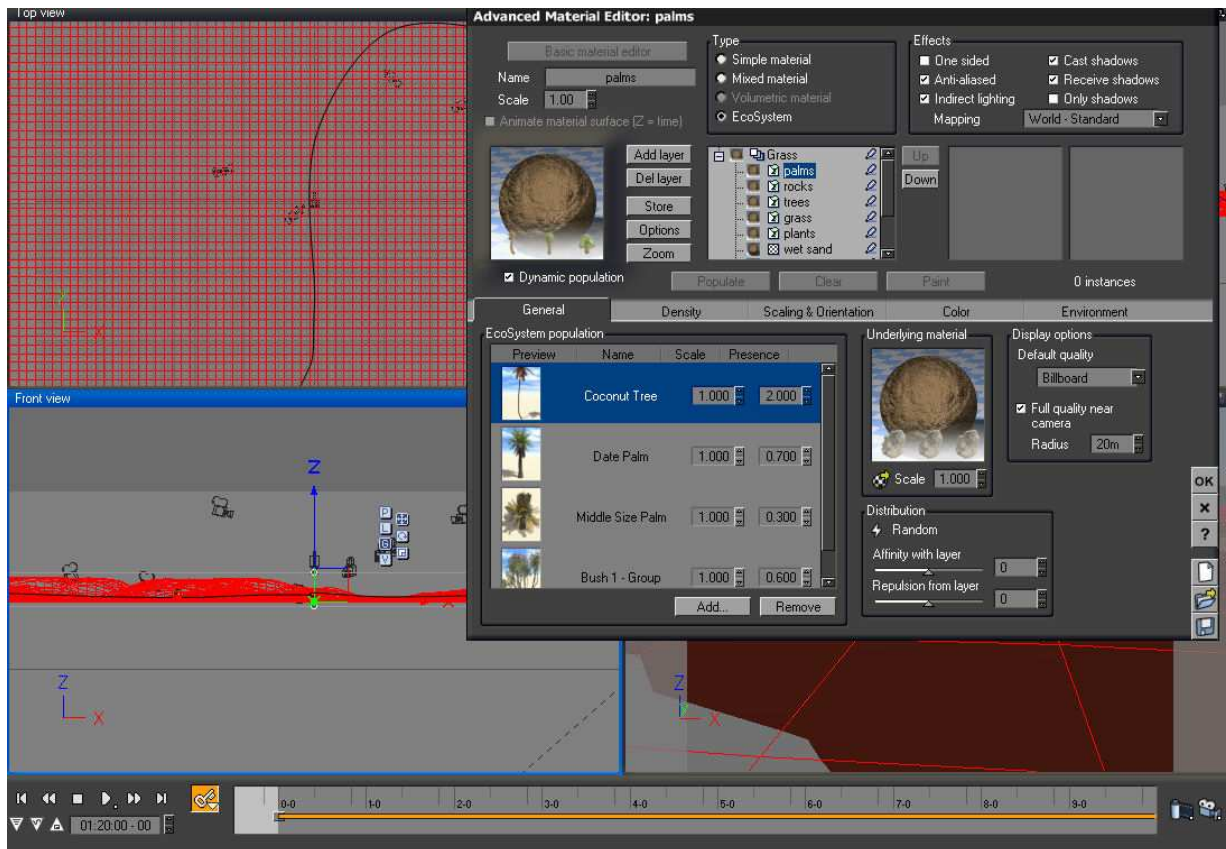 Top view
Advanced Material Editor: palms
Basic material editor
Name palms
Scale 1.00
Animate material surface (Z = time)
Type
Simple material
Mixed material
Volumetric material
EcoSystem
Effects
One sided
Cast shadows
Anti-aliased
Receive shadows
Indirect lighting
Only shadows
Mapping World - Standard
Add layer
Del layer
Store
Options
Zoom
Grass
palms
rocks
trees
grass
plants
wet sand
Up
Down
Dynamic population
Populate
Clear
Paint
0 instances
General
Density
Scaling & Orientation
Color
Environment
EcoSystem population
Preview Name Scale Presence
Coconut Tree 1.000 2.000
Date Palm 1.000 0.700
Middle Size Palm 1.000 0.300
Bush 1 - Group 1.000 0.600
Add...
Remove
Underlying material
Scale 1.000
Display options
Default quality
Billboard
Full quality near
camera
Radius 20m
Distribution
Random
Affinity with layer
0
Repulsion from layer
0
OK
?
Y
X
Front view
Z
P
L
V
Z
X
Z
Y
X
0-0 1-0 2-0 3-0 4-0 5-0 6-0 7-0 8-0 9-0
01:20:00 - 00